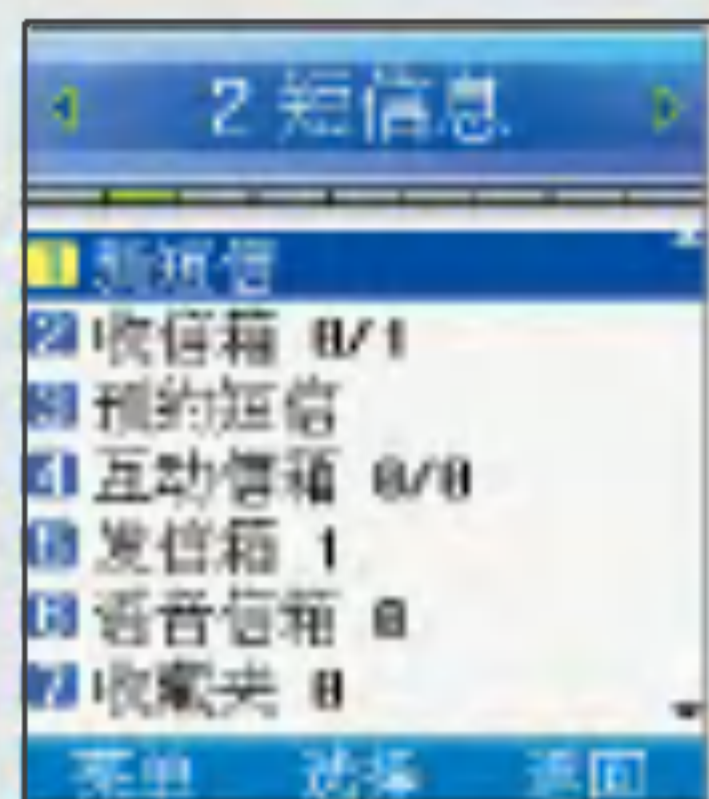 2 短信息
1 新短信
2 收信箱 0/1
3 预约短信
4 互动信箱 0/0
5 发信箱 1
6 语音信箱 0
7 收藏夹 0
菜单 选择 返回